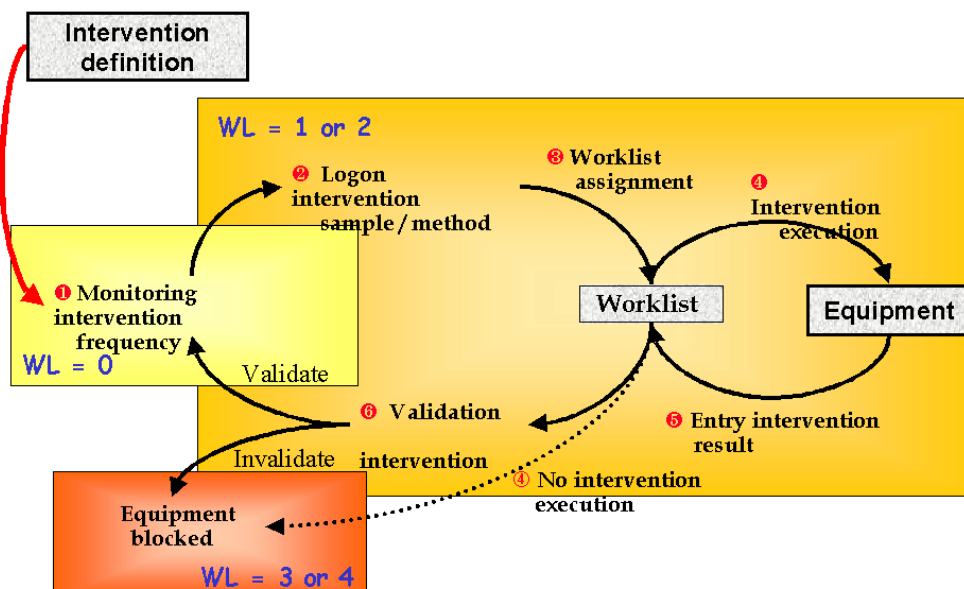 Intervention
definition
WL = 1 or 2
❷ Logon
intervention
sample / method
❸ Worklist
assignment
❹
Intervention
execution
❶ Monitoring
intervention
frequency
WL = 0
Worklist
Equipment
Validate
❻ Validation
intervention
❺ Entry intervention
result
Invalidate
④ No intervention
execution
Equipment
blocked
WL = 3 or 4